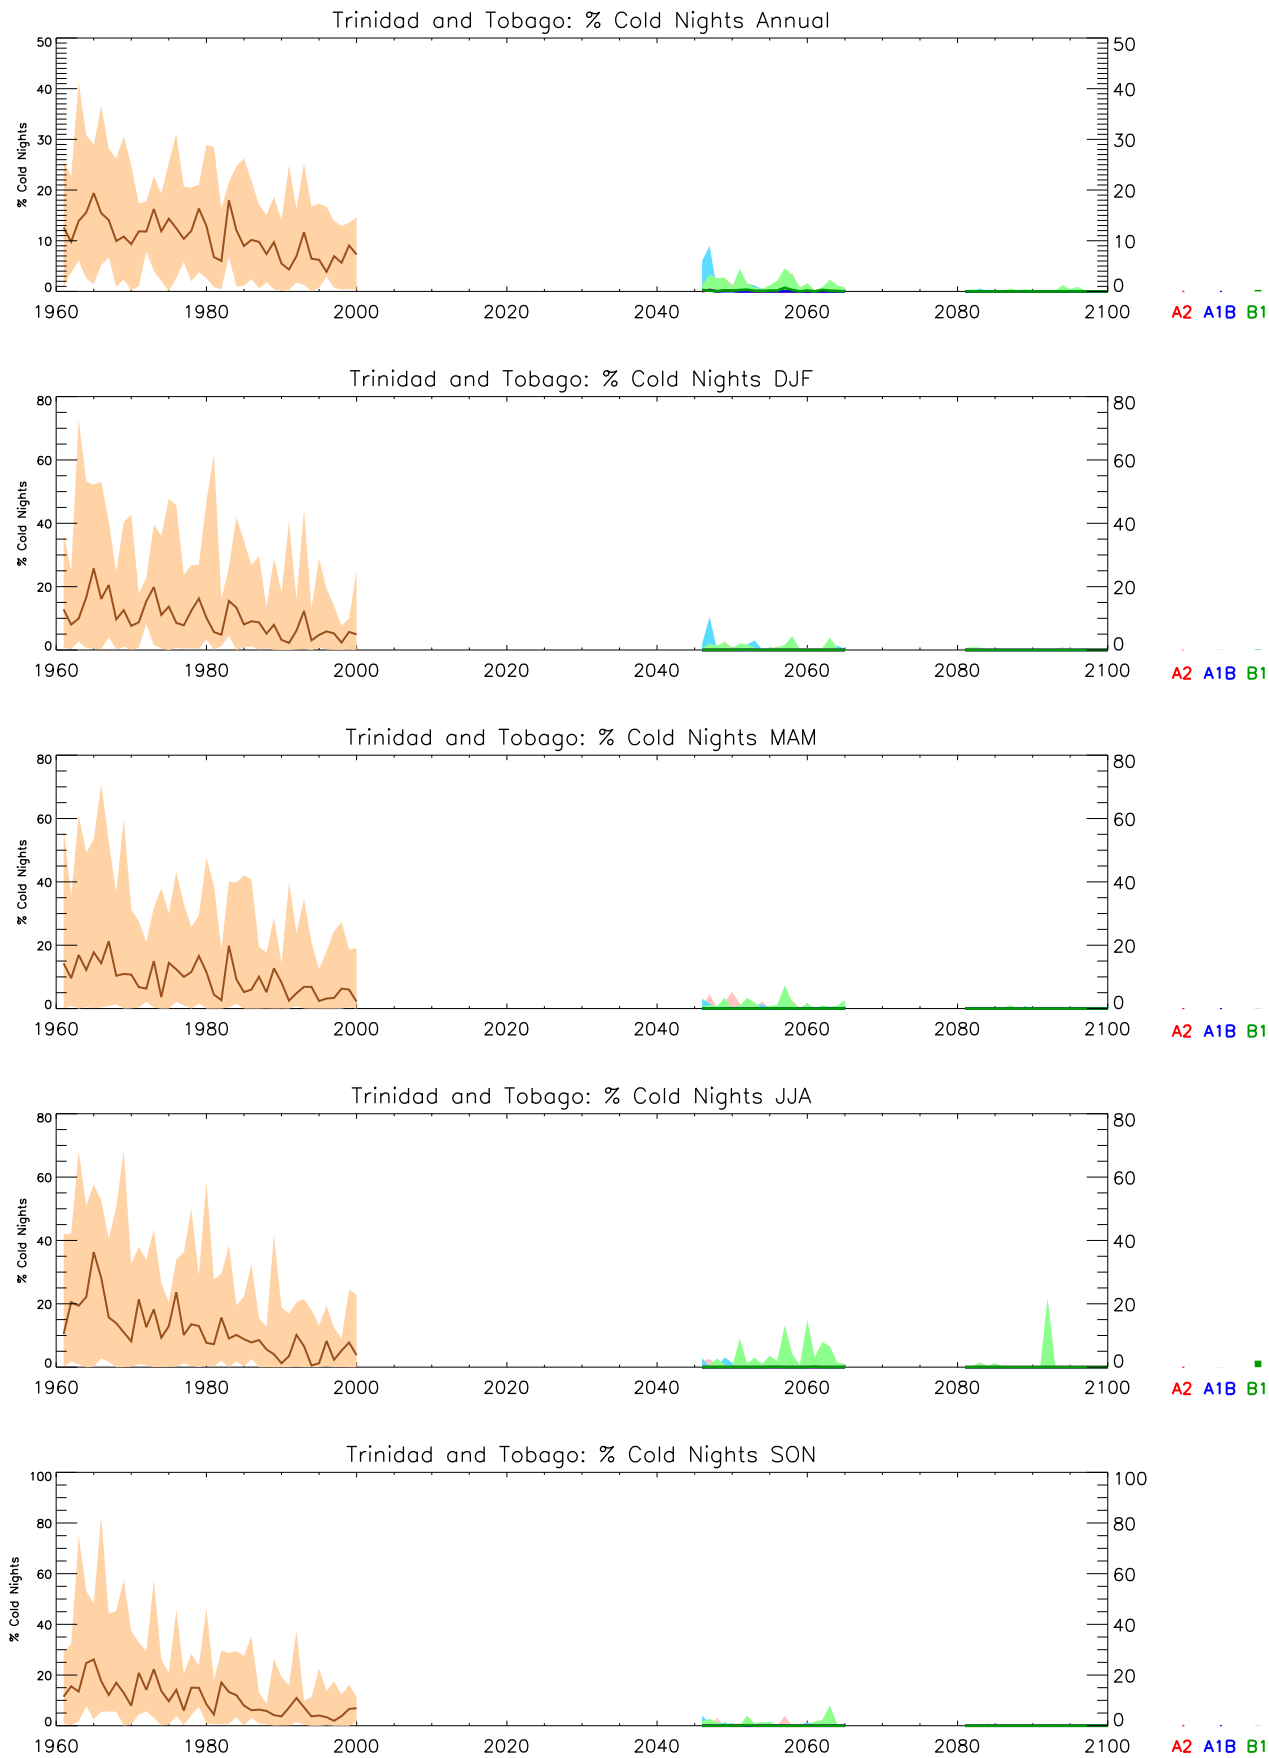 Trinidad and Tobago: % Cold Nights Annual
% Cold Nights
50 40 30 20 10 0
50 40 30 20 10 0
1960 1980 2000 2020 2040 2060 2080 2100 A2 A1B B1
Trinidad and Tobago: % Cold Nights DJF
% Cold Nights
80 60 40 20 0
80 60 40 20 0
1960 1980 2000 2020 2040 2060 2080 2100 A2 A1B B1
Trinidad and Tobago: % Cold Nights MAM
% Cold Nights
80 60 40 20 0
80 60 40 20 0
1960 1980 2000 2020 2040 2060 2080 2100 A2 A1B B1
Trinidad and Tobago: % Cold Nights JJA
% Cold Nights
80 60 40 20 0
80 60 40 20 0
1960 1980 2000 2020 2040 2060 2080 2100 A2 A1B B1
Trinidad and Tobago: % Cold Nights SON
% Cold Nights
100 80 60 40 20 0
100 80 60 40 20 0
1960 1980 2000 2020 2040 2060 2080 2100 A2 A1B B1